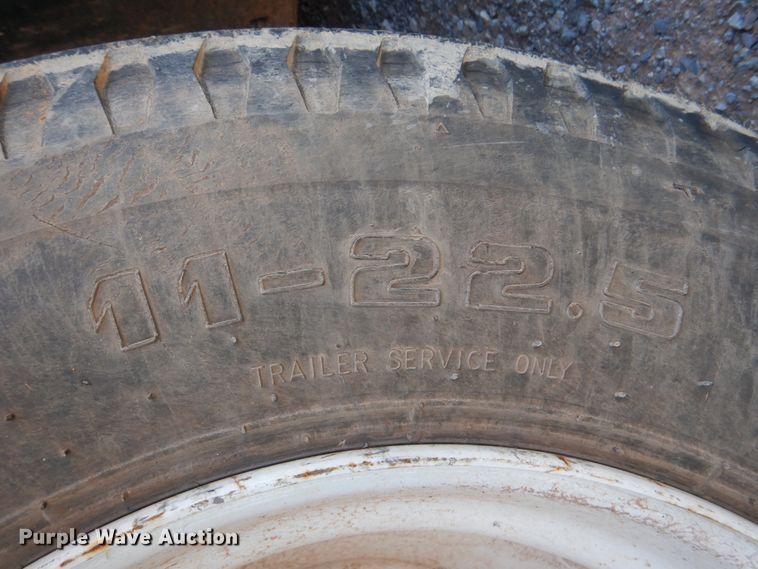 11-22.5
TRAILER SERVICE ONLY
Purple Wave Auction